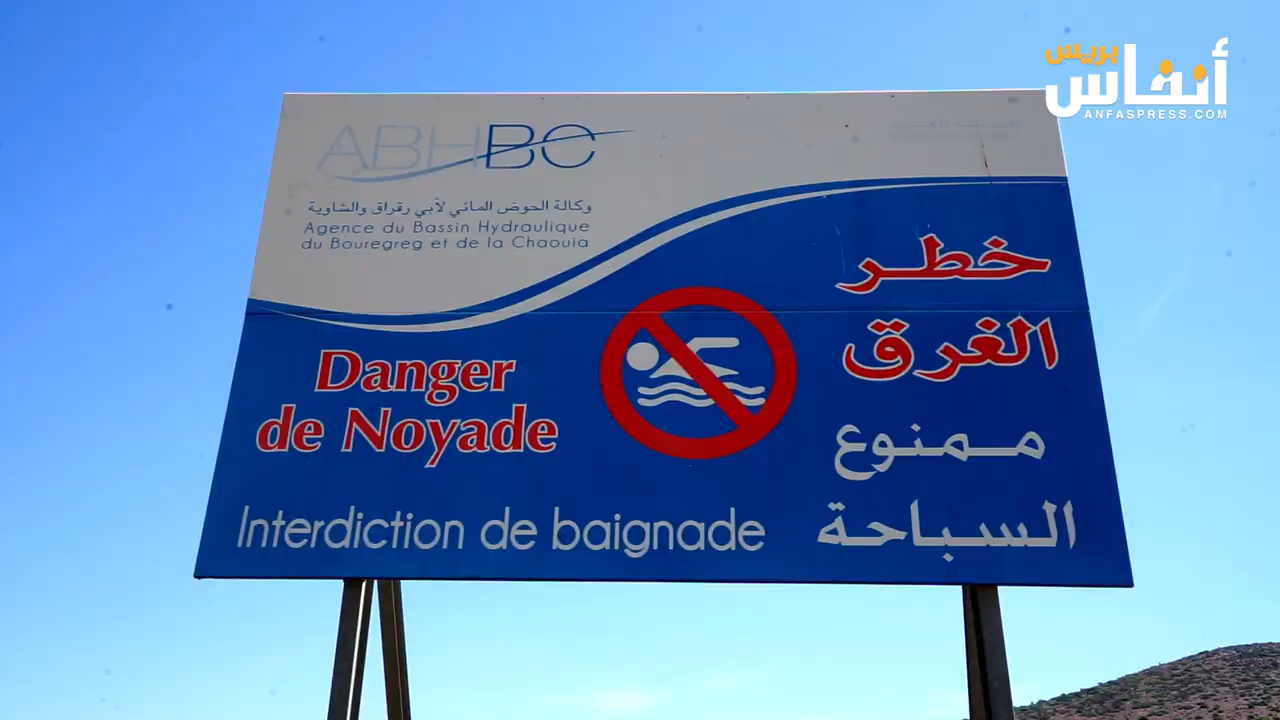 بريس
أنفاس
ANFASPRESS.COM
ABHBC
وكالة الحوض المائي لأبي رقراق والشاوية
Agence du Bassin Hydraulique
du Bouregreg et de la Chaouia
خطر
الغرق
Danger
de Noyade
ممنوع
السباحة
Interdiction de baignade